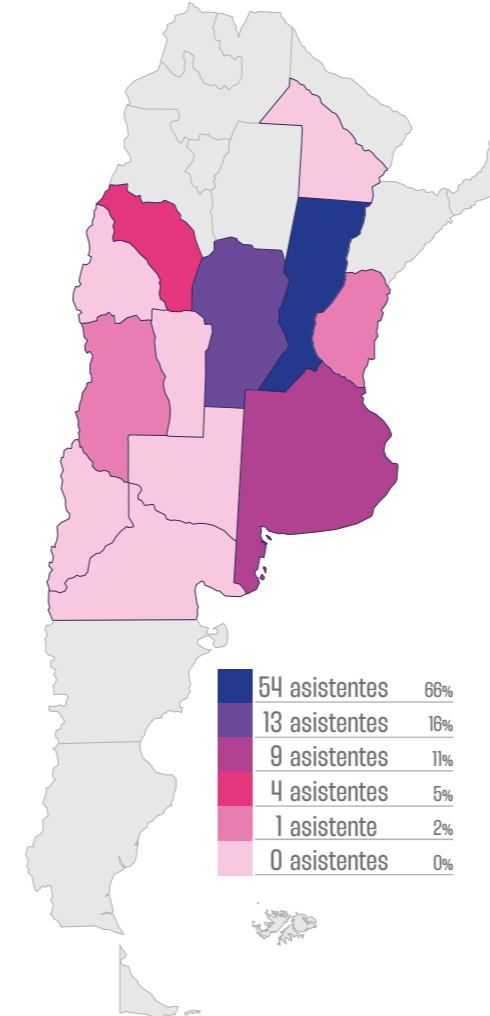 54 asistentes 66%
13 asistentes 16%
9 asistentes 11%
4 asistentes 5%
1 asistente 2%
0 asistentes 0%